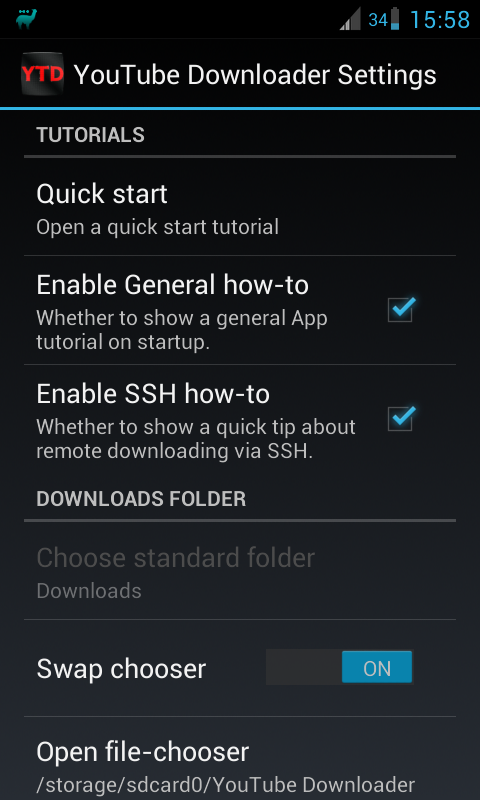 34 15:58
YTD YouTube Downloader Settings
TUTORIALS
Quick start
Open a quick start tutorial
Enable General how-to
Whether to show a general App
tutorial on startup.
Enable SSH how-to
Whether to show a quick tip about
remote downloading via SSH.
DOWNLOADS FOLDER
Choose standard folder
Downloads
Swap chooser ON
Open file-chooser
/storage/sdcard0/YouTube Downloader